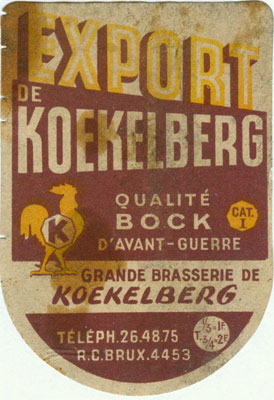 EXPORT
DE
KOEKELBERG
QUALITÉ
BOCK
D'AVANT-GUERRE
CAT.
I
K
GRANDE BRASSERIE DE
KOEKELBERG
TÉLÉPH.26.48.75
R.C.BRUX.4453